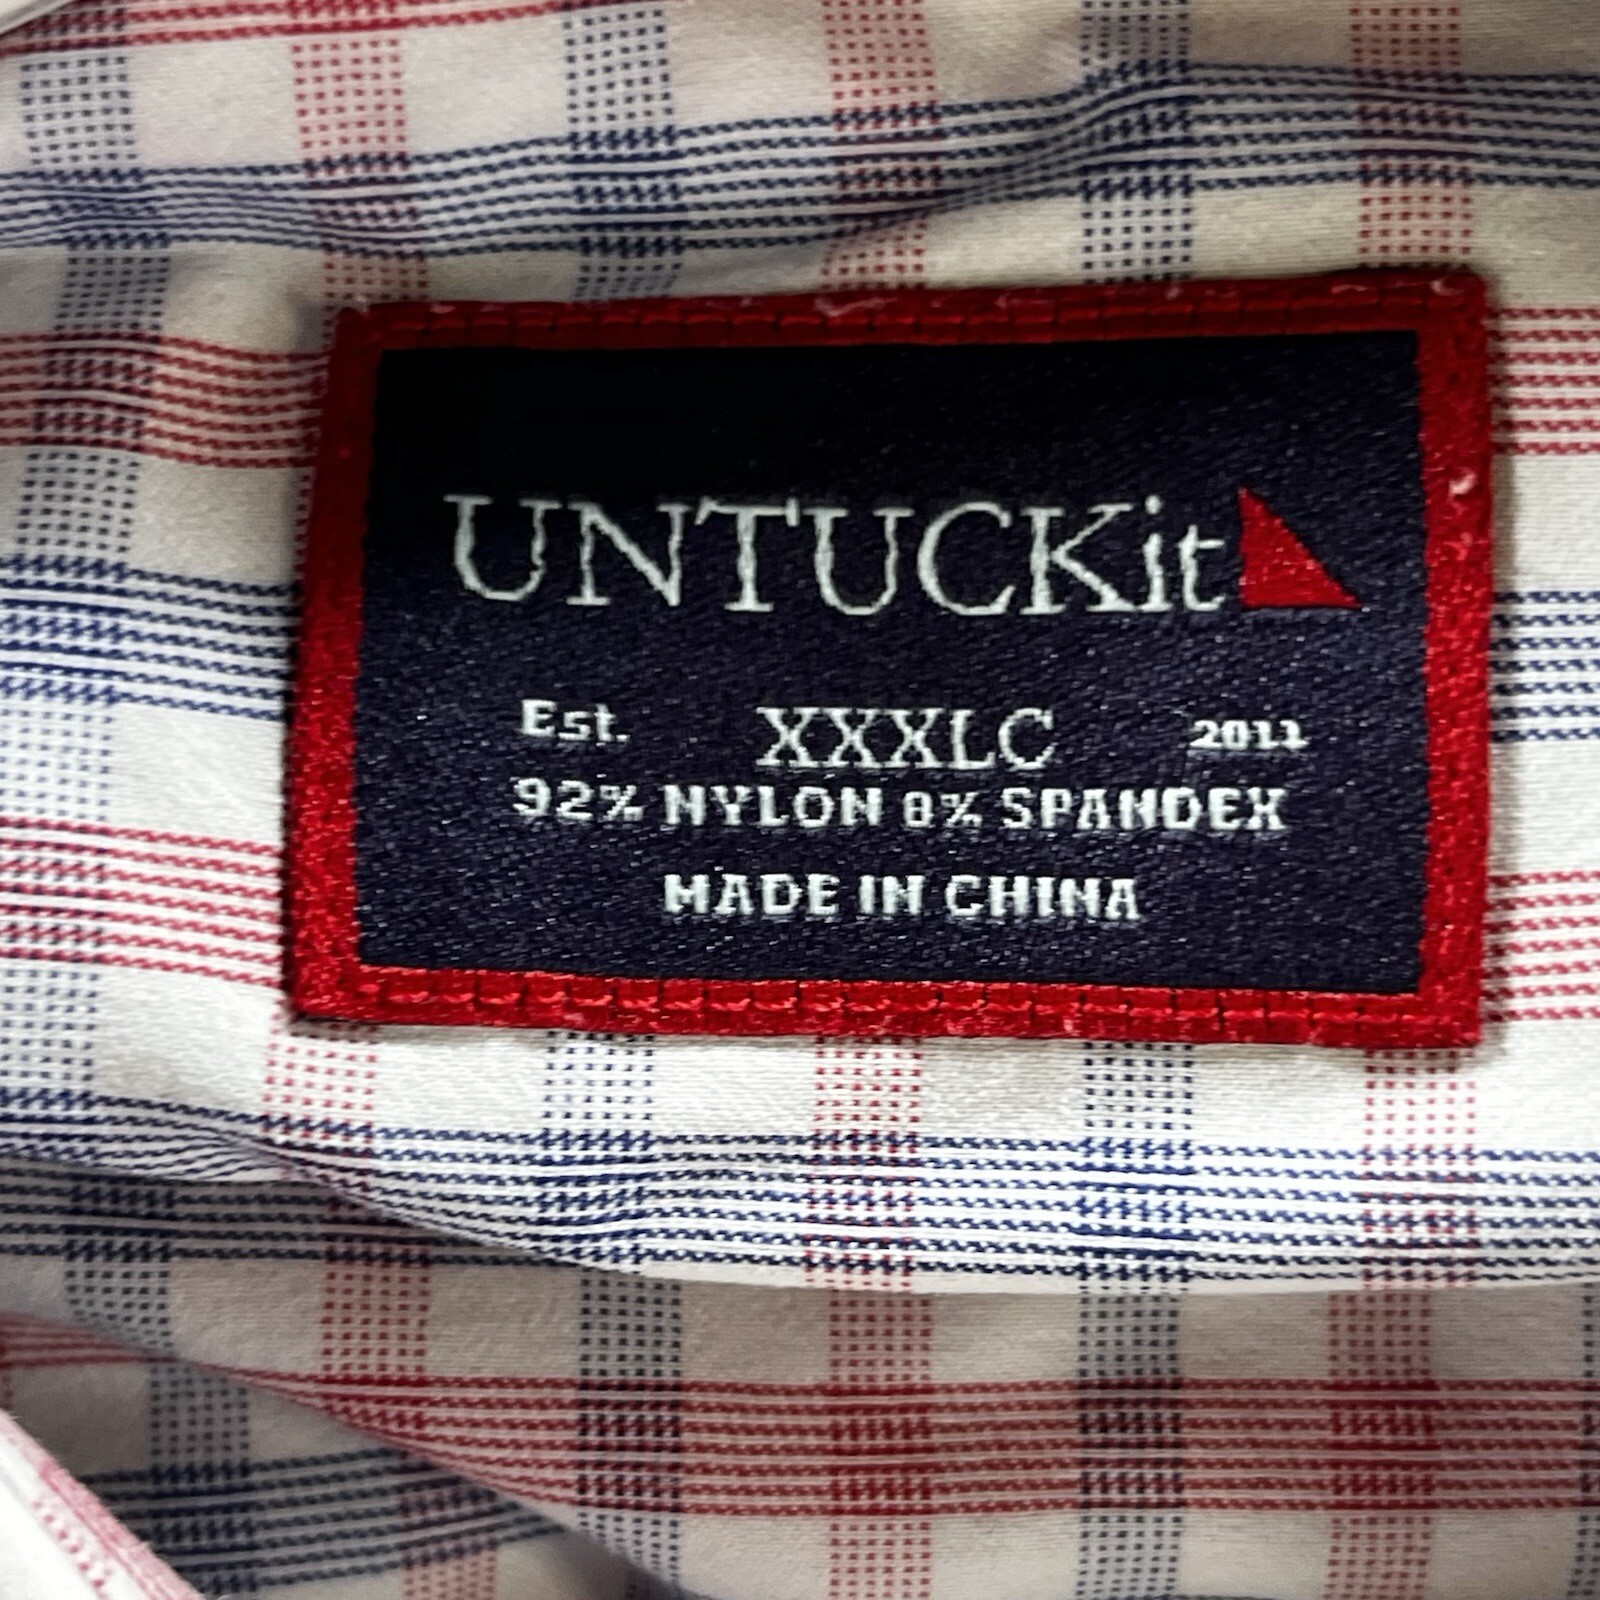 UNTUCKit
Est. XXXLC 2011
92% NYLON 8% SPANDEX
MADE IN CHINA